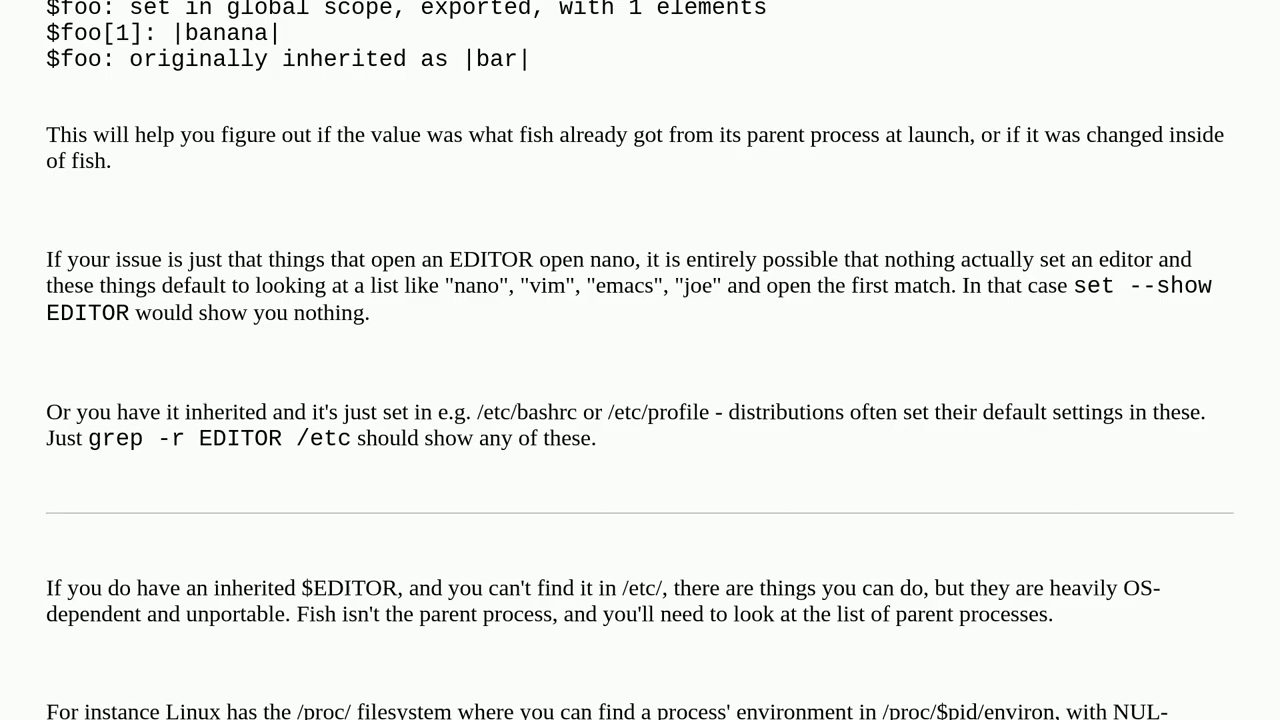 $foo: set in global scope, exported, with 1 elements
$foo[1]: |banana|
$foo: originally inherited as |bar|
This will help you figure out if the value was what fish already got from its parent process at launch, or if it was changed inside
of fish.
If your issue is just that things that open an EDITOR open nano, it is entirely possible that nothing actually set an editor and
these things default to looking at a list like "nano", "vim", "emacs", "joe" and open the first match. In that case set --show
EDITOR would show you nothing.
Or you have it inherited and it's just set in e.g. /etc/bashrc or /etc/profile - distributions often set their default settings in these.
Just grep -r EDITOR /etc should show any of these.
If you do have an inherited $EDITOR, and you can't find it in /etc/, there are things you can do, but they are heavily OS-
dependent and unportable. Fish isn't the parent process, and you'll need to look at the list of parent processes.
For instance Linux has the /proc/ filesystem where you can find a process' environment in /proc/$pid/environ, with NUL-